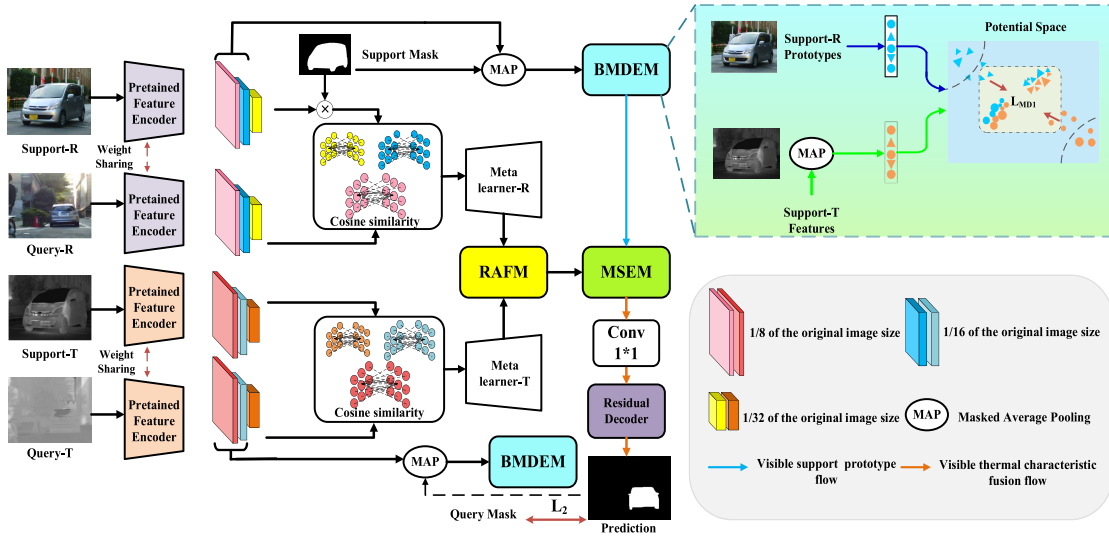 Support-R
Pretained
Feature
Encoder
Weight
Sharing
Query-R
Pretained
Feature
Encoder
Support-T
Pretained
Feature
Encoder
Weight
Sharing
Query-T
Pretained
Feature
Encoder
Support Mask
×
Cosine similarity
Cosine similarity
MAP
BMDEM
Meta
learner-R
RAFM
MSEM
Meta
learner-T
Conv
1*1
Residual
Decoder
MAP
BMDEM
Query Mask
L2
Prediction
Support-R
Prototypes
Potential Space
LMD1
MAP
Support-T
Features
1/8 of the original image size
1/16 of the original image size
1/32 of the original image size
MAP
Masked Average Pooling
Visible support prototype
flow
Visible thermal characteristic
fusion flow